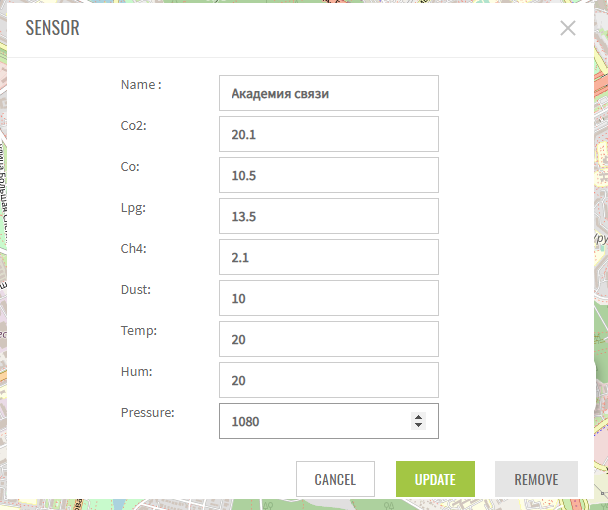 SENSOR
Name : Академия связи
Co2: 20.1
Co: 10.5
Lpg: 13.5
Ch4: 2.1
Dust: 10
Temp: 20
Hum: 20
Pressure: 1080
CANCEL UPDATE REMOVE